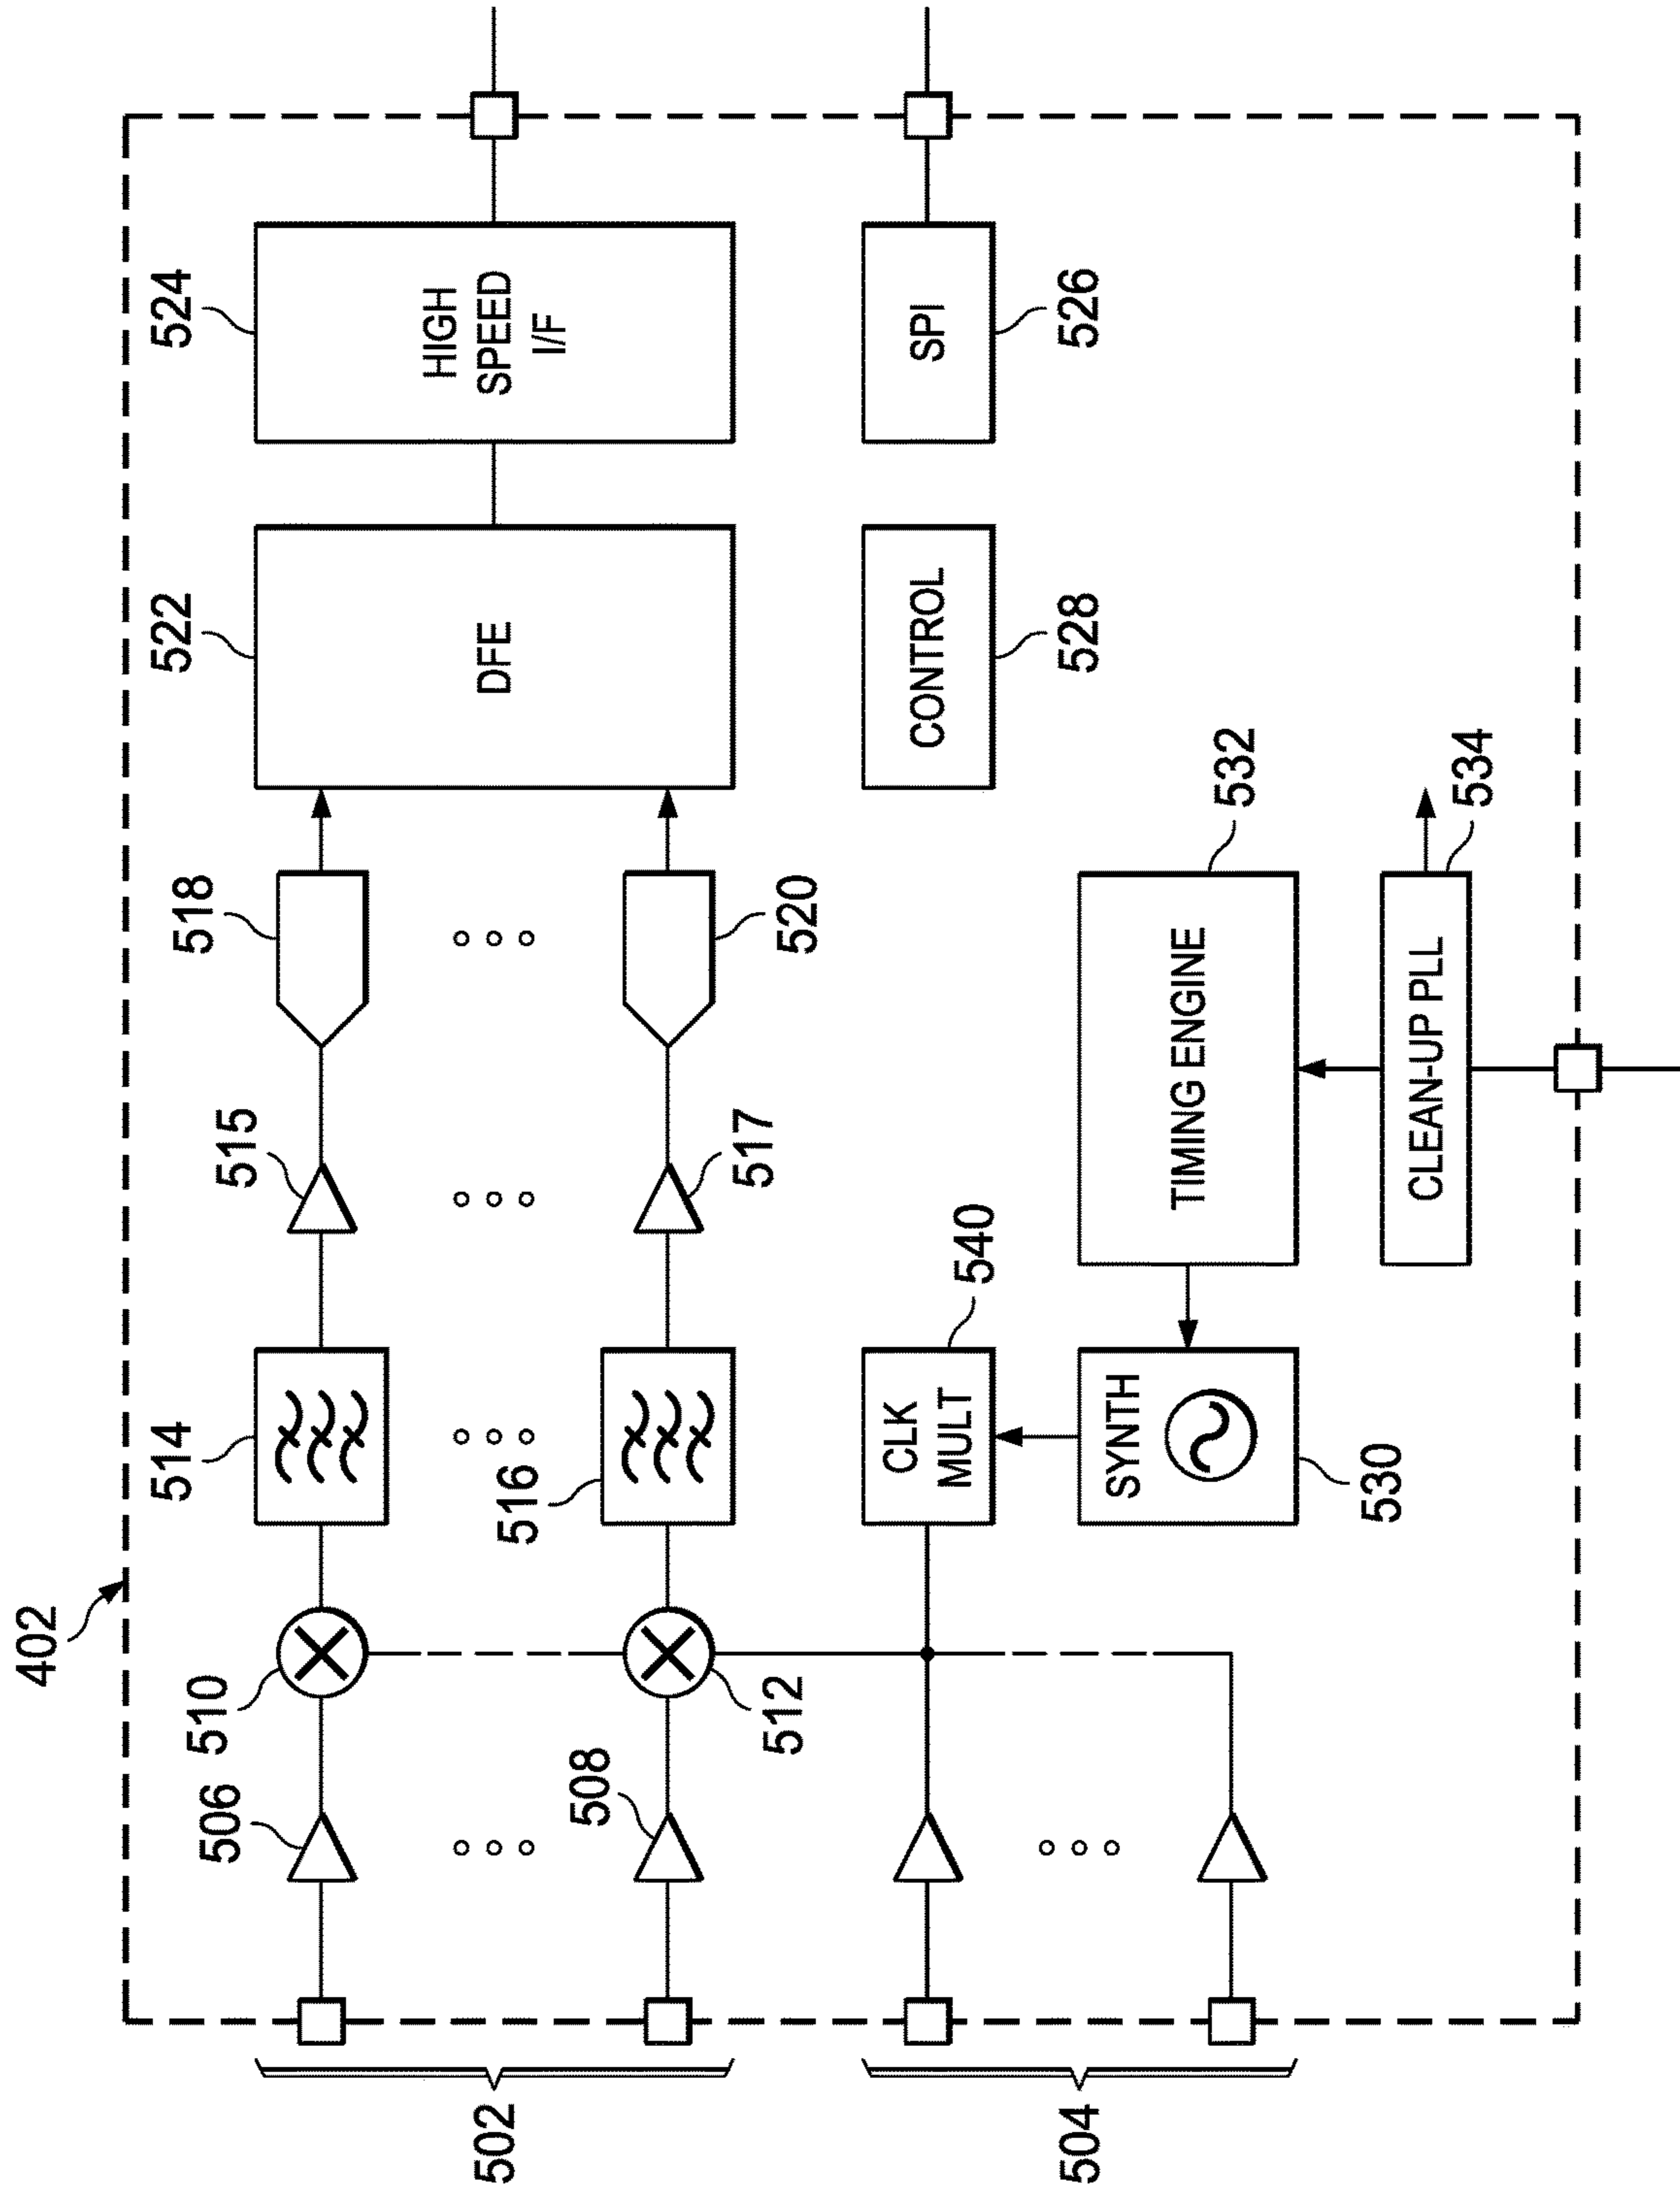 402
502
506
510
514
515
518
522
DFE
524
HIGH
SPEED
I/F
508
512
516
517
520
504
CLK
MULT
540
CONTROL
528
SPI
526
SYNTH
530
TIMING ENGINE
532
CLEAN-UP PLL
534